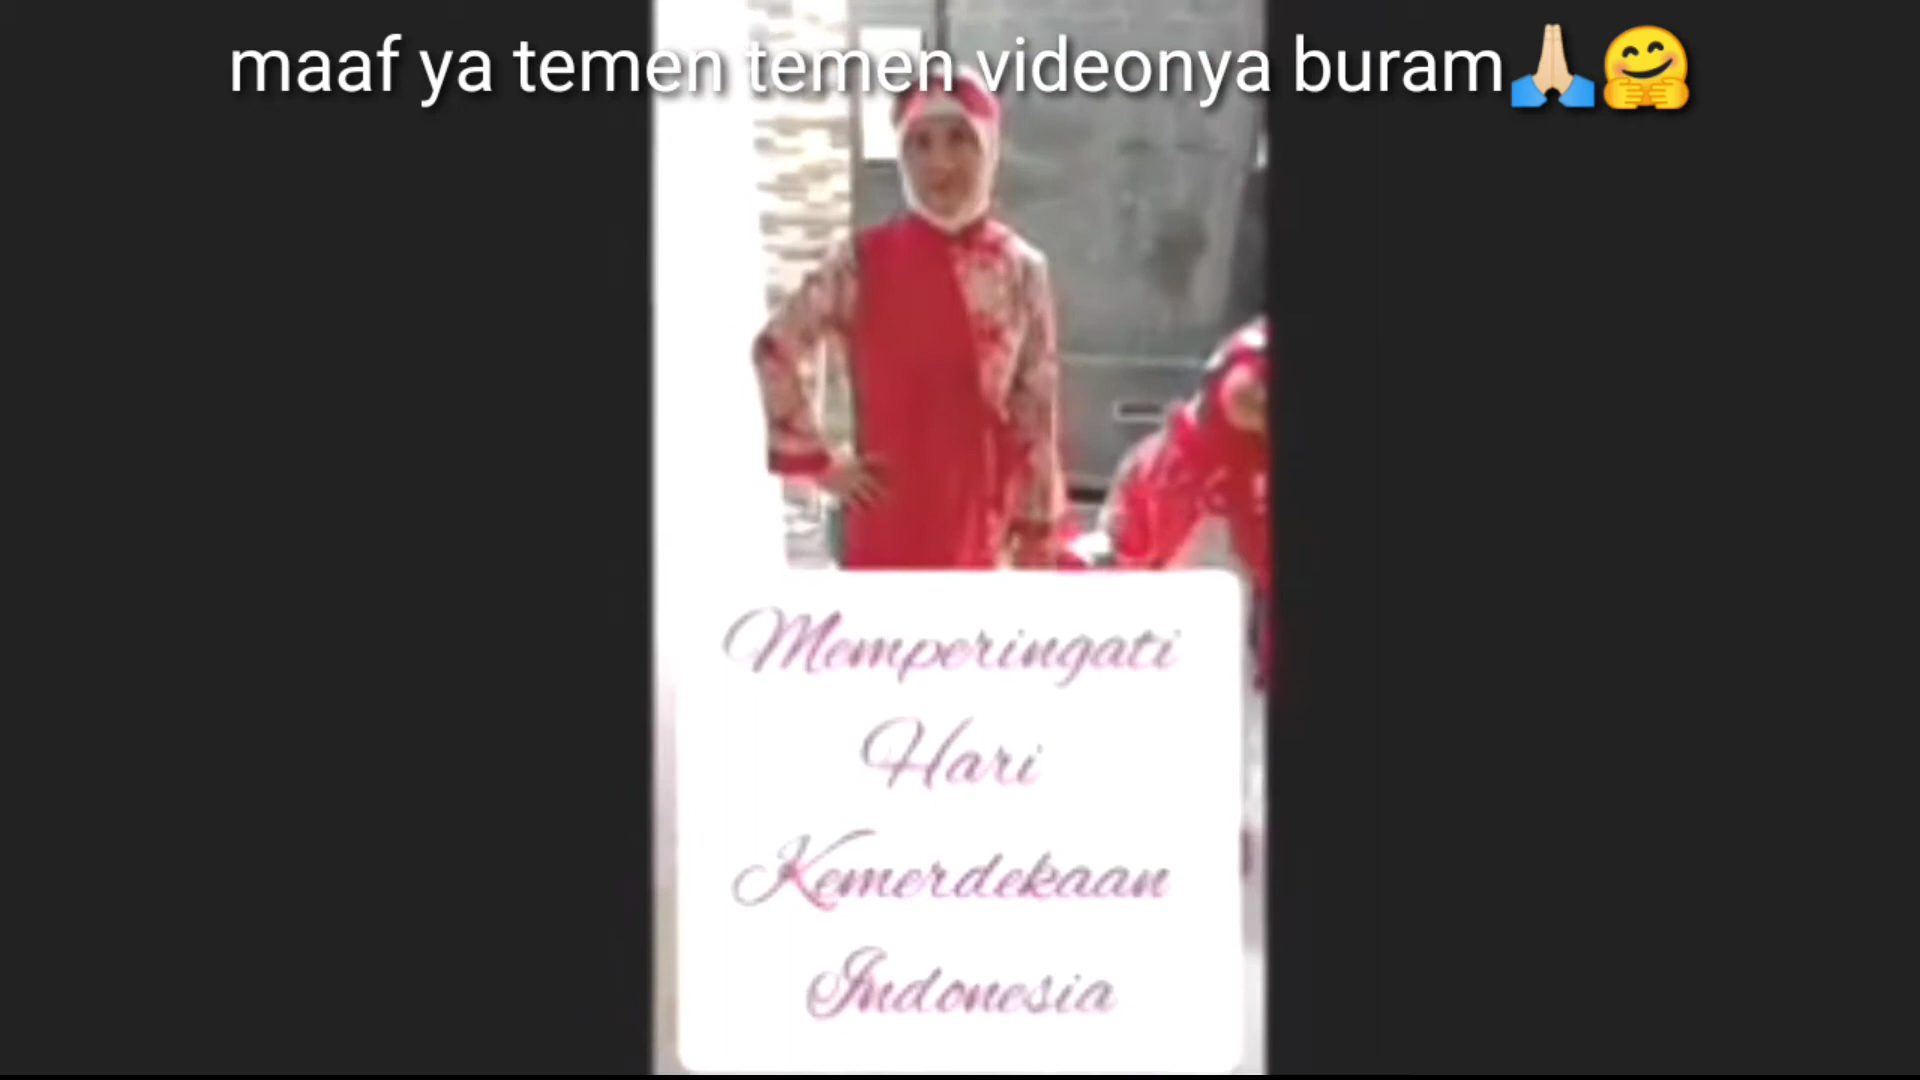 maaf ya temen temen videonya buram🙏🏻🤗
Memperingati
Hari
Kemerdekaan
Indonesia